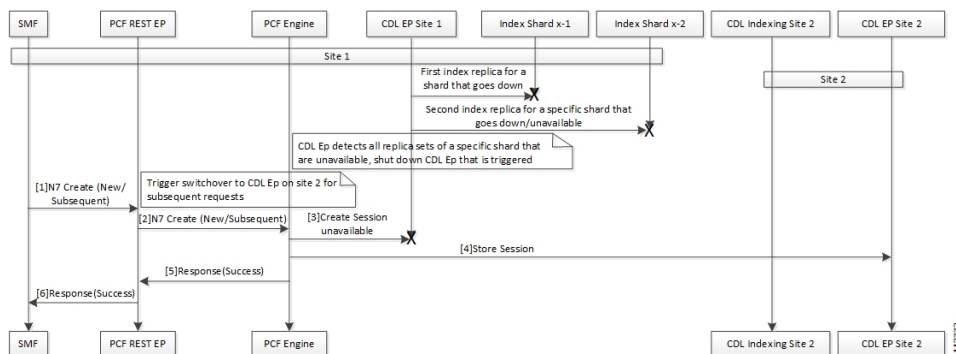 SMF
PCF REST EP
PCF Engine
CDL EP Site 1
Index Shard x-1
Index Shard x-2
CDL Indexing Site 2
CDL EP Site 2
Site 1
First index replica for a
shard that goes down
Site 2
Second index replica for a specific shard that
goes down/unavailable
CDL Ep detects all replica sets of a specific shard that
are unavailable, shut down CDL Ep that is triggered
[1]N7 Create (New/
Subsequent)
Trigger switchover to CDL Ep on site 2 for
subsequent requests
[2]N7 Create (New/Subsequent)
[3]Create Session
unavailable
[4]Store Session
[5]Response(Success)
[6]Response(Success)
SMF
PCF REST EP
PCF Engine
CDL Indexing Site 2
CDL EP Site 2